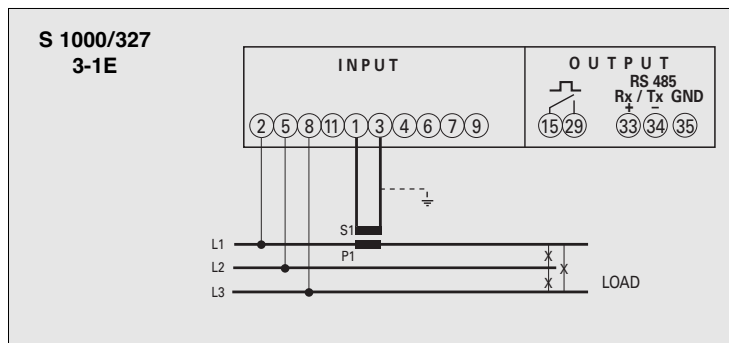 S 1000/327
3-1E
INPUT
OUTPUT
RS 485
Rx / Tx GND
+ −
2 5 8 11 1 3 4 6 7 9
15 29 33 34 35
S1
L1
P1
L2
L3
x
x
x
LOAD